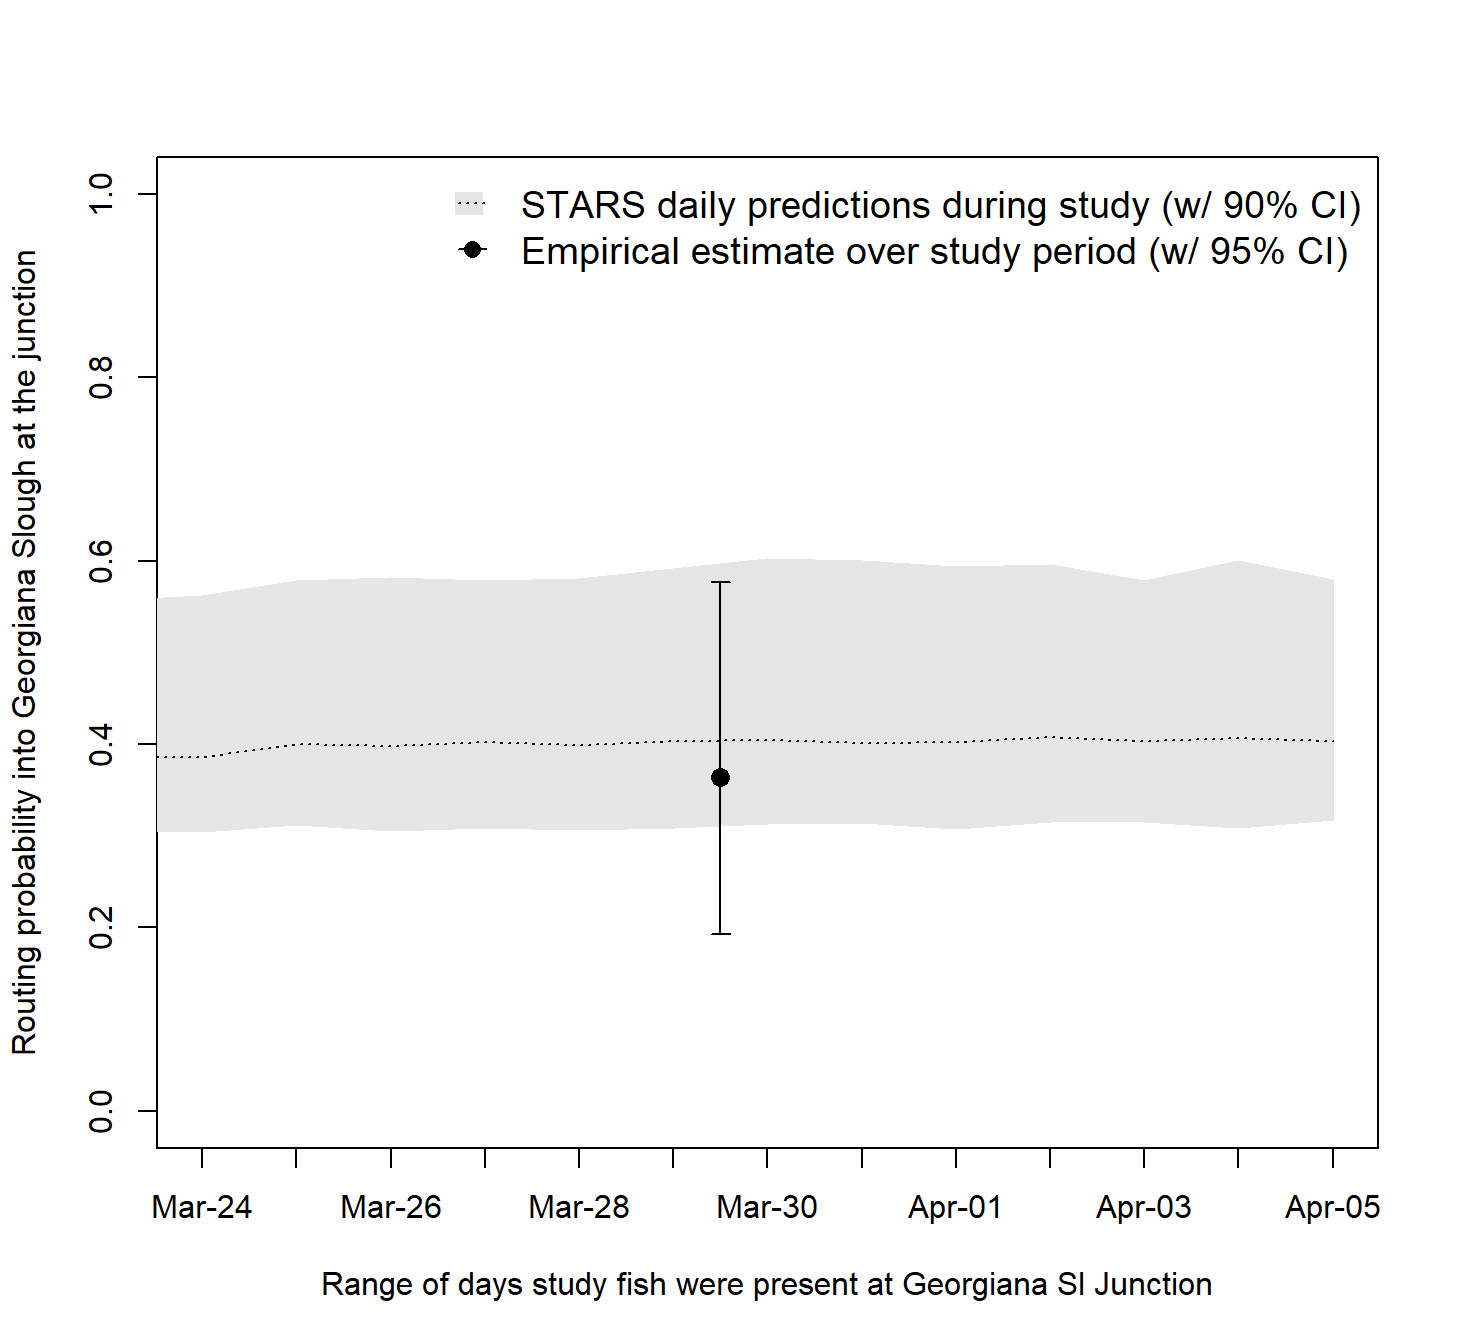 STARS daily predictions during study (w/ 90% CI)
Empirical estimate over study period (w/ 95% CI)
Routing probability into Georgiana Slough at the junction
1.0
0.8
0.6
0.4
0.2
0.0
Mar-24 Mar-26 Mar-28 Mar-30 Apr-01 Apr-03 Apr-05
Range of days study fish were present at Georgiana Sl Junction